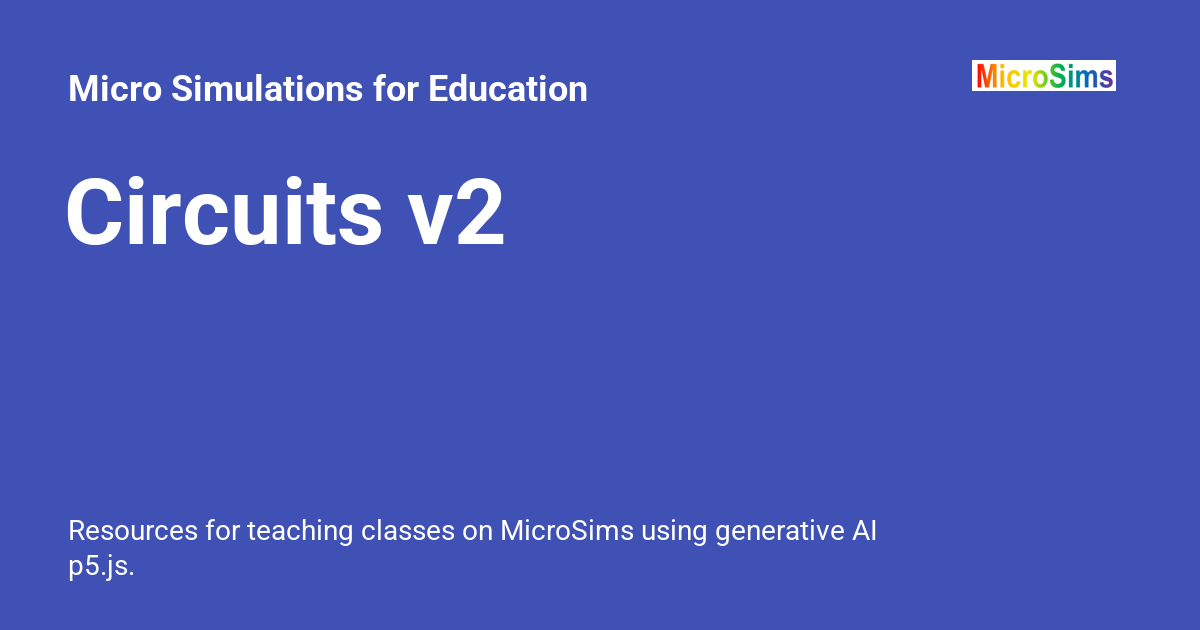 Micro Simulations for Education
MicroSims
Circuits v2
Resources for teaching classes on MicroSims using generative AI
p5.js.